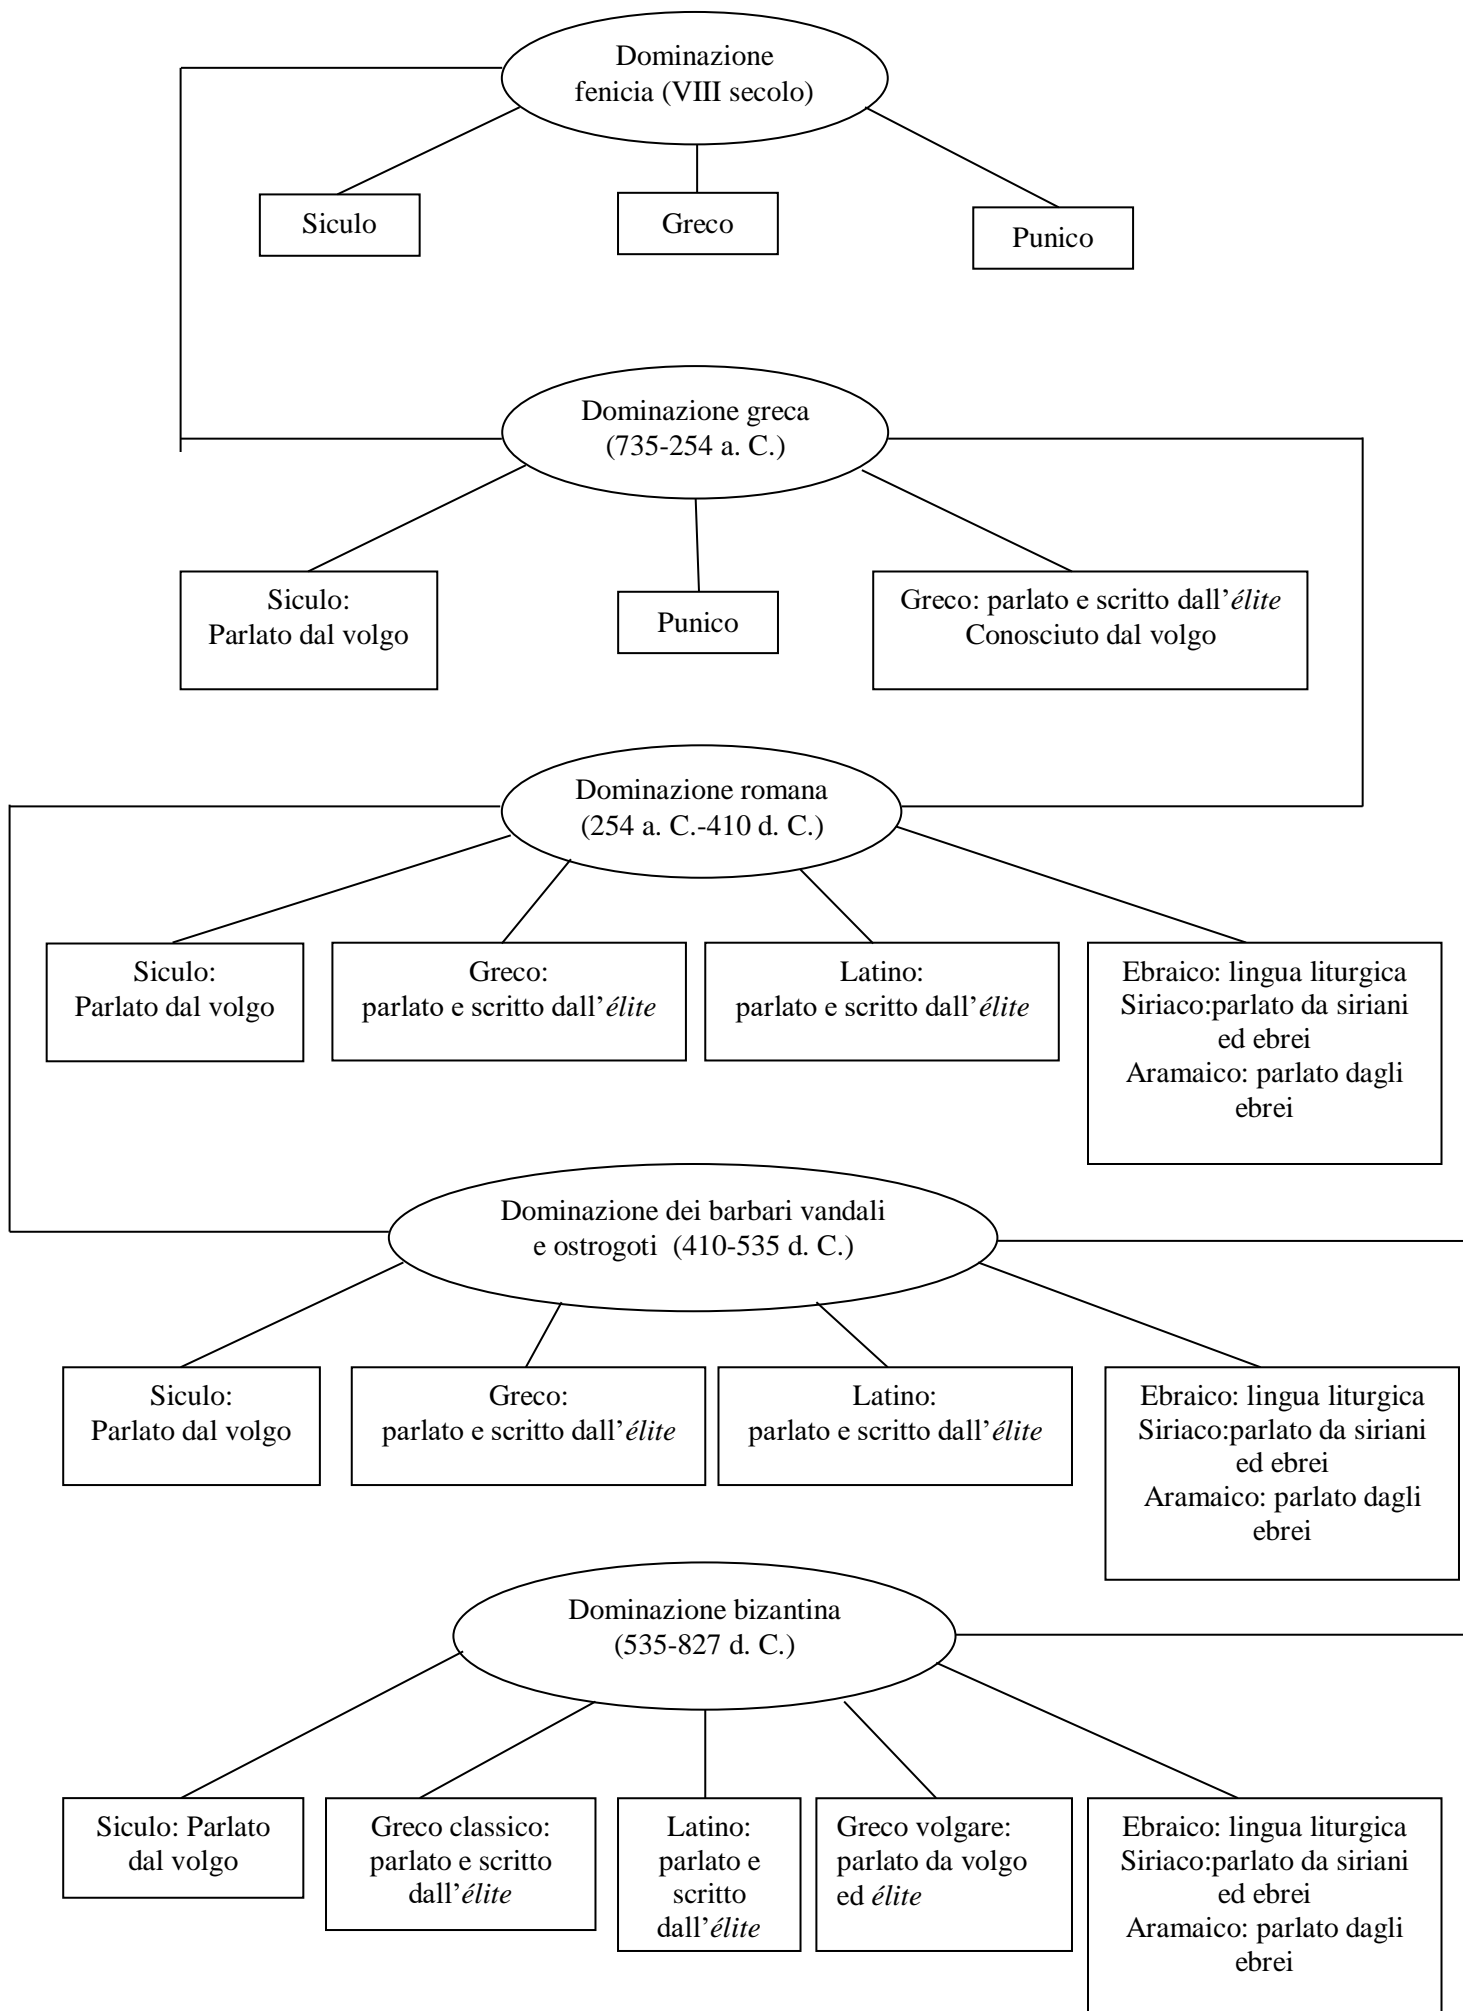 Dominazione
fenicia (VIII secolo)
Siculo
Greco
Punico
Dominazione greca
(735-254 a. C.)
Siculo:
Parlato dal volgo
Punico
Greco: parlato e scritto dall’élite
Conosciuto dal volgo
Dominazione romana
(254 a. C.-410 d. C.)
Siculo:
Parlato dal volgo
Greco:
parlato e scritto dall’élite
Latino:
parlato e scritto dall’élite
Ebraico: lingua liturgica
Siriaco:parlato da siriani
ed ebrei
Aramaico: parlato dagli
ebrei
Dominazione dei barbari vandali
e ostrogoti (410-535 d. C.)
Siculo:
Parlato dal volgo
Greco:
parlato e scritto dall’élite
Latino:
parlato e scritto dall’élite
Ebraico: lingua liturgica
Siriaco:parlato da siriani
ed ebrei
Aramaico: parlato dagli
ebrei
Dominazione bizantina
(535-827 d. C.)
Siculo: Parlato
dal volgo
Greco classico:
parlato e scritto
dall’élite
Latino:
parlato e
scritto
dall’élite
Greco volgare:
parlato da volgo
ed élite
Ebraico: lingua liturgica
Siriaco:parlato da siriani
ed ebrei
Aramaico: parlato dagli
ebrei